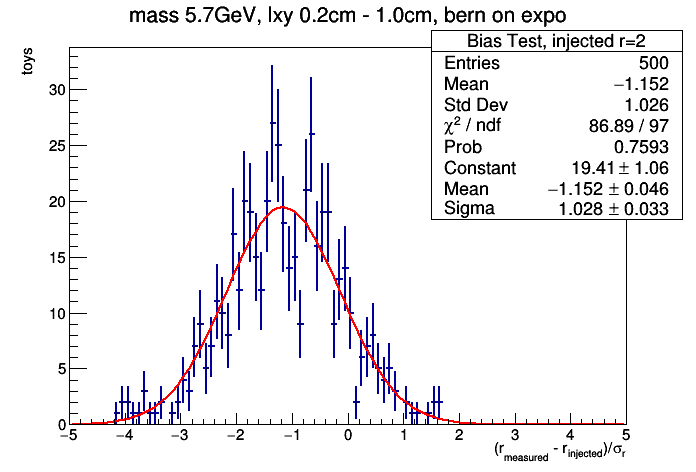 mass 5.7GeV, lxy 0.2cm - 1.0cm, bern on expo
toys
Bias Test, injected r=2
Entries 500
Mean −1.152
Std Dev 1.026
χ² / ndf 86.89 / 97
Prob 0.7593
Constant 19.41 ± 1.06
Mean −1.152 ± 0.046
Sigma 1.028 ± 0.033
30
25
20
15
10
5
0
−5 −4 −3 −2 −1 0 1 2 3 4 5
(r_measured - r_injected)/σ_r